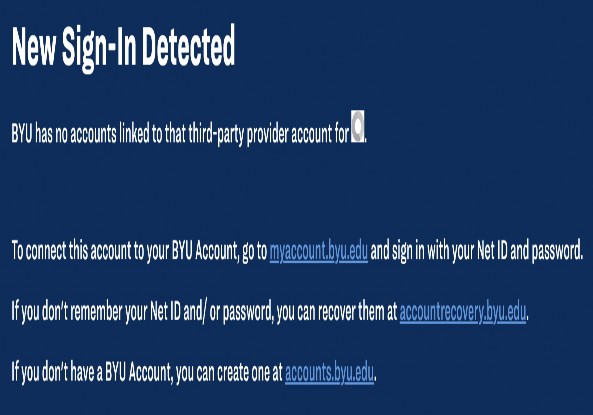 New Sign-In Detected
BYU has no accounts linked to that third-party provider account for .
To connect this account to your BYU Account, go to myaccount.byu.edu and sign in with your Net ID and password.
If you don't remember your Net ID and/ or password, you can recover them at accountrecovery.byu.edu.
If you don't have a BYU Account, you can create one at accounts.byu.edu.